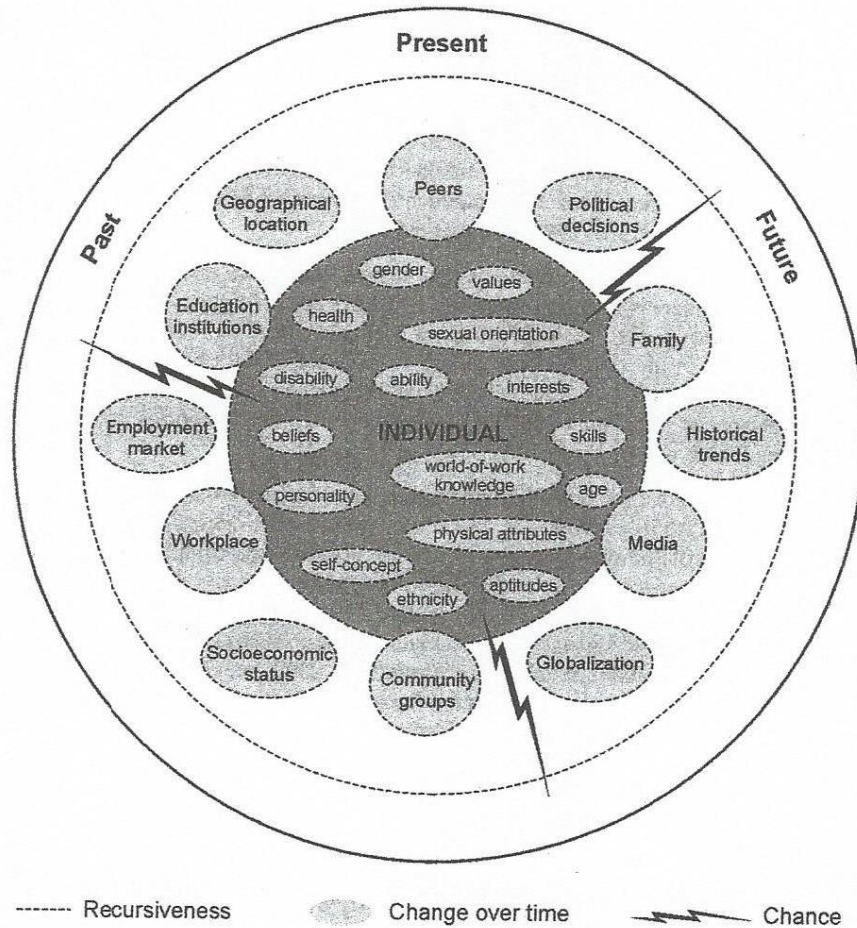 Present
Past
Future
Peers
Geographical
location
Political
decisions
gender
values
Education
institutions
health
sexual orientation
Family
disability
ability
interests
Employment
market
beliefs
INDIVIDUAL
skills
Historical
trends
world-of-work
knowledge
age
personality
physical attributes
Workplace
Media
self-concept
ethnicity
aptitudes
Socioeconomic
status
Community
groups
Globalization
Recursiveness
Change over time
Chance